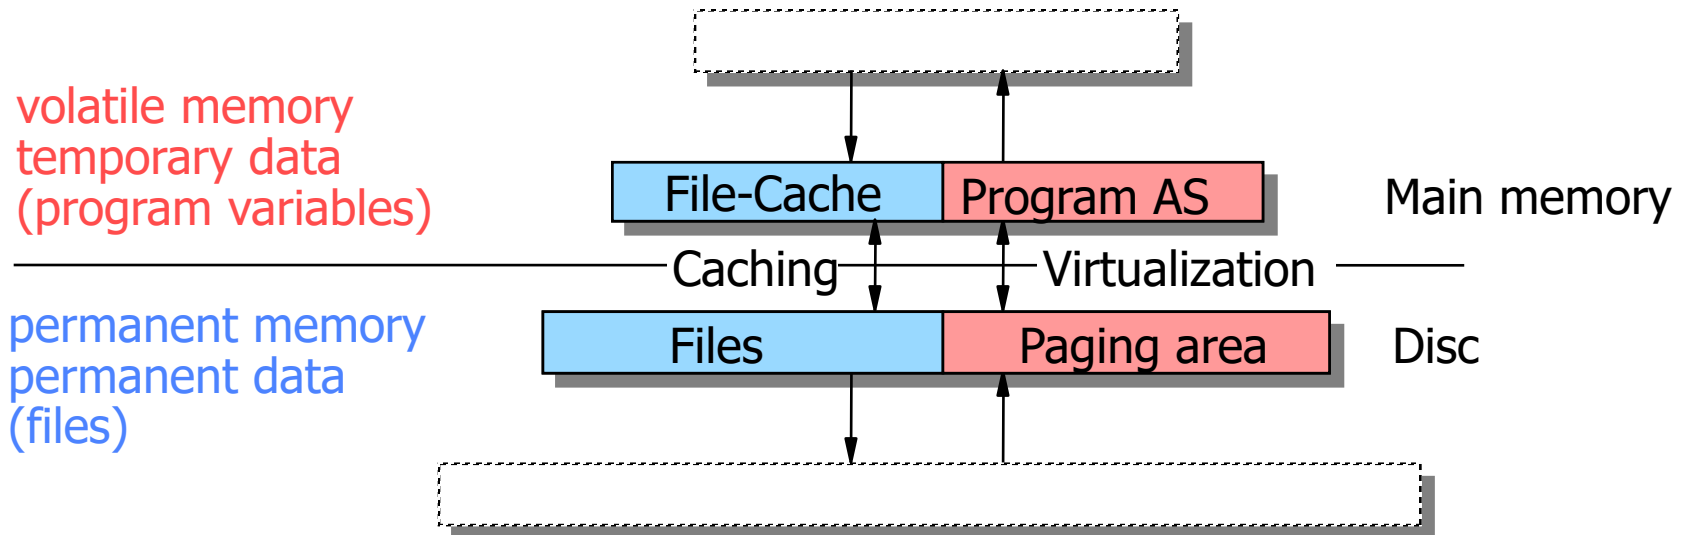 volatile memory
temporary data
(program variables)
File-Cache
Program AS
Main memory
Caching
Virtualization
permanent memory
permanent data
(files)
Files
Paging area
Disc